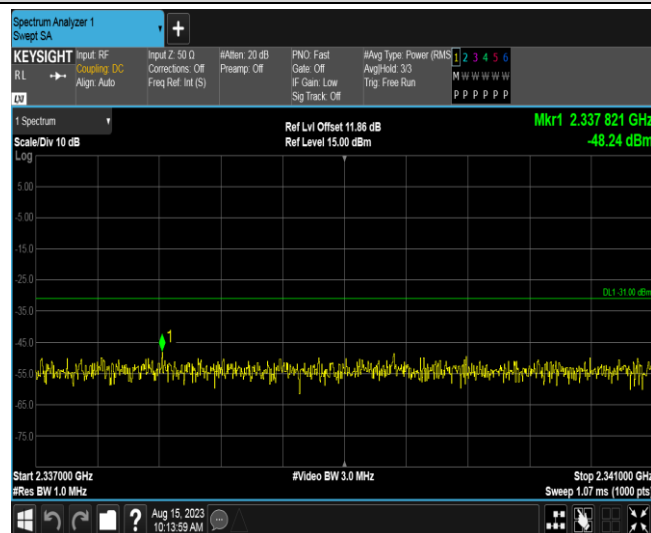 Spectrum Analyzer 1
Swept SA
KEYSIGHT Input: RF
RL Coupling: DC
Align: Auto
Input Z: 50 Ω
Corrections: Off
Freq Ref: Int (S)
#Atten: 20 dB
Preamp: Off
PNO: Fast
Gate: Off
IF Gain: Low
Sig Track: Off
#Avg Type: Power (RMS
Avg|Hold: 3/3
Trig: Free Run
1 2 3 4 5 6
M W W W W W
P P P P P P
1 Spectrum
Scale/Div 10 dB
Log
Ref Lvl Offset 11.86 dB
Ref Level 15.00 dBm
Mkr1 2.337 821 GHz
-48.24 dBm
5.00
-5.00
-15.0
-25.0
DL1 -31.00 dBm
-35.0
-45.0
1
-55.0
-65.0
-75.0
Start 2.337000 GHz
#Res BW 1.0 MHz
#Video BW 3.0 MHz
Stop 2.341000 GHz
Sweep 1.07 ms (1000 pts)
Aug 15, 2023
10:13:59 AM